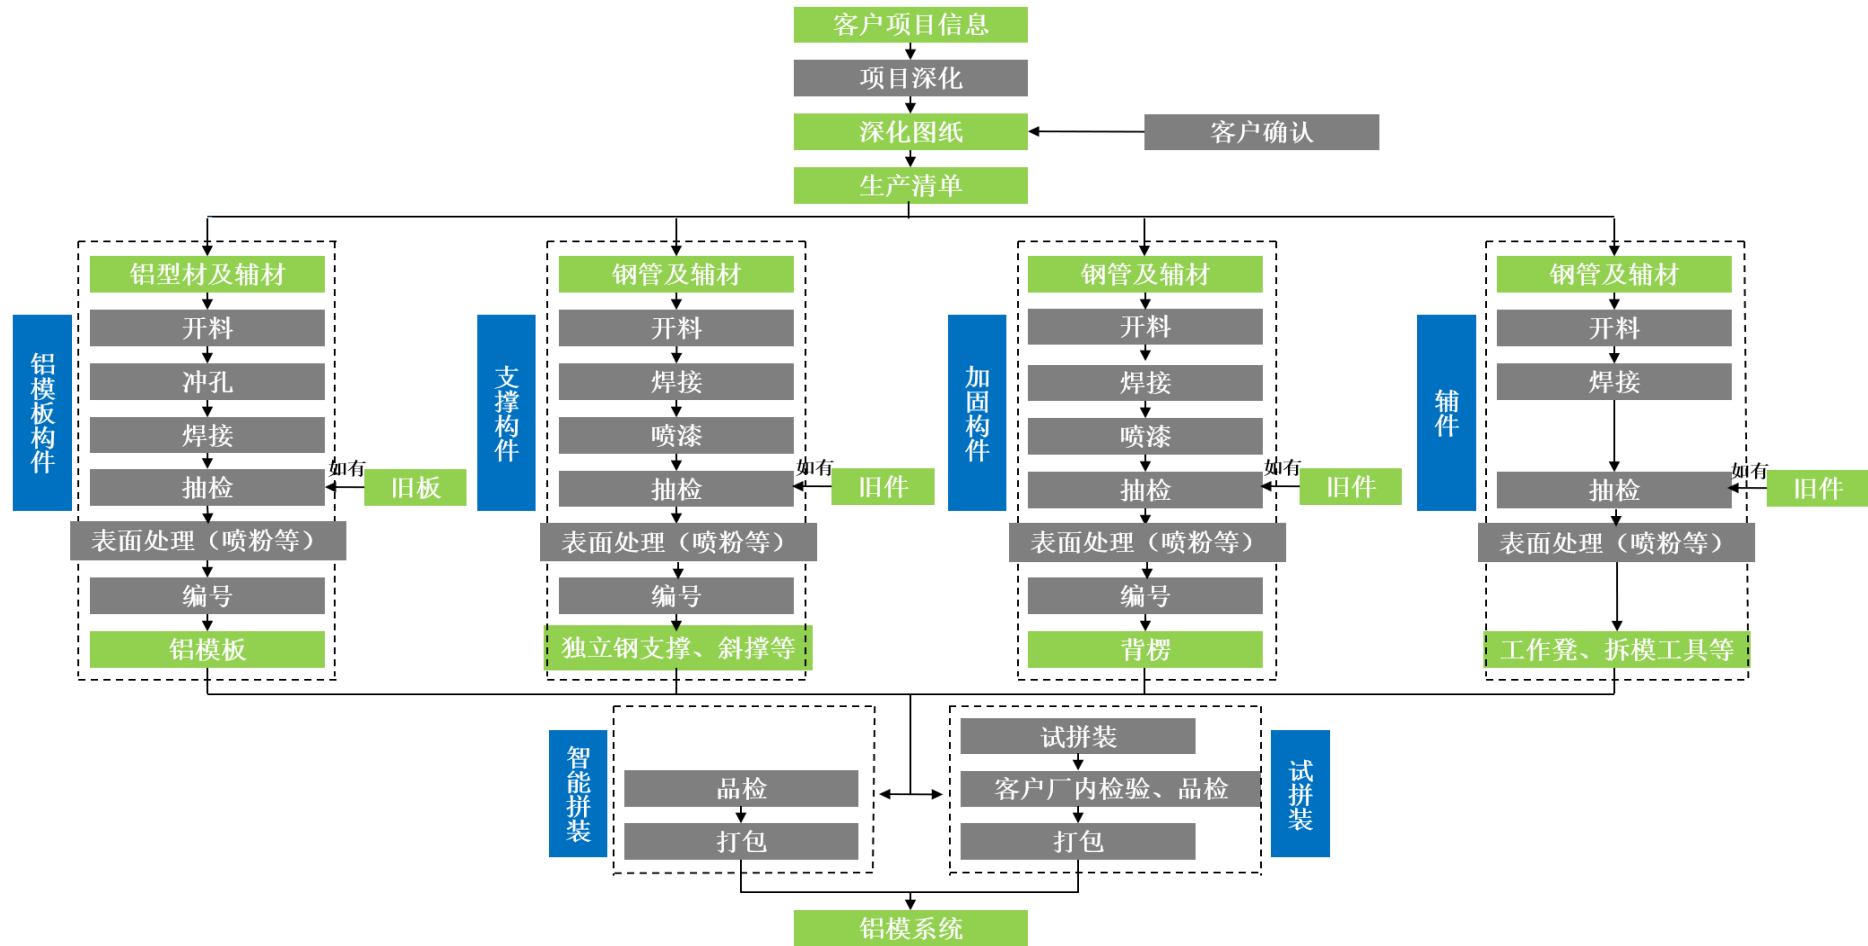 客户项目信息
项目深化
深化图纸
客户确认
生产清单
铝模板构件
铝型材及辅材
开料
冲孔
焊接
抽检
如有
旧板
表面处理（喷粉等）
编号
铝模板
支撑构件
钢管及辅材
开料
焊接
喷漆
抽检
如有
旧件
表面处理（喷粉等）
编号
独立钢支撑、斜撑等
加固构件
钢管及辅材
开料
焊接
喷漆
抽检
如有
旧件
表面处理（喷粉等）
编号
背楞
辅件
钢管及辅材
开料
焊接
抽检
如有
旧件
表面处理（喷粉等）
工作凳、拆模工具等
智能拼装
品检
打包
试拼装
客户厂内检验、品检
打包
试拼装
铝模系统